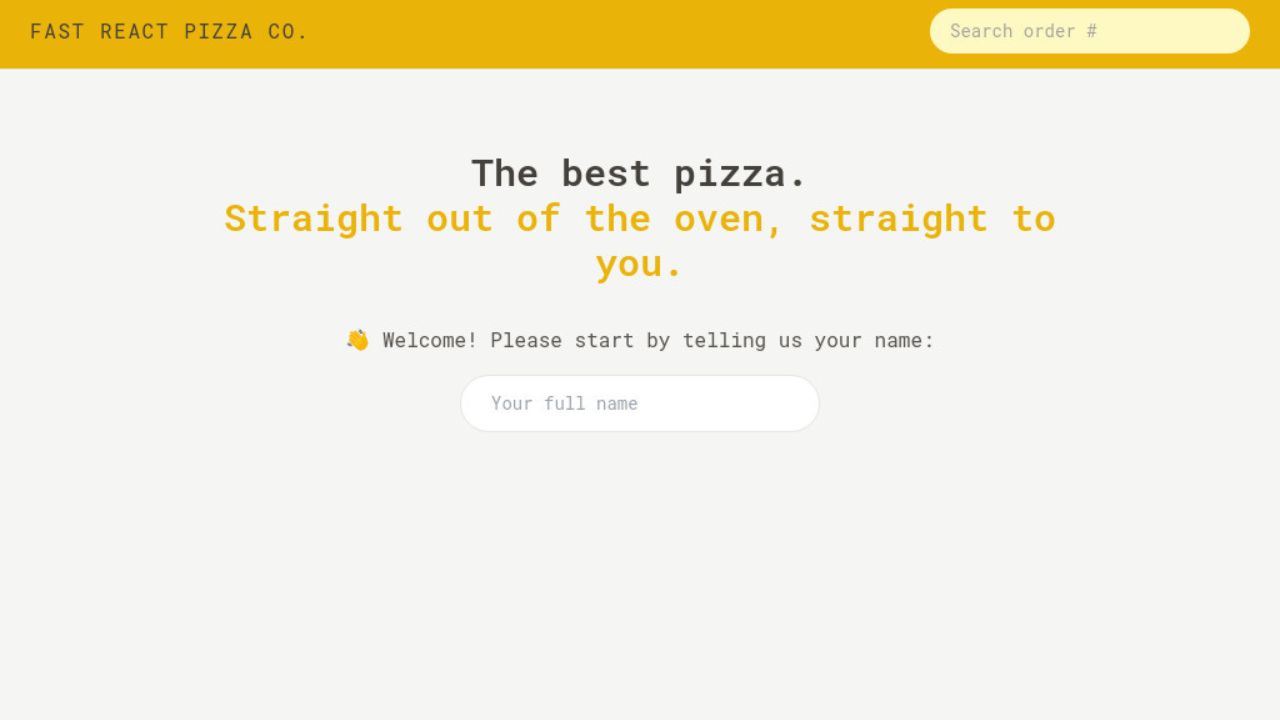 FAST REACT PIZZA CO.
Search order #
The best pizza.
Straight out of the oven, straight to
you.
👋 Welcome! Please start by telling us your name:
Your full name